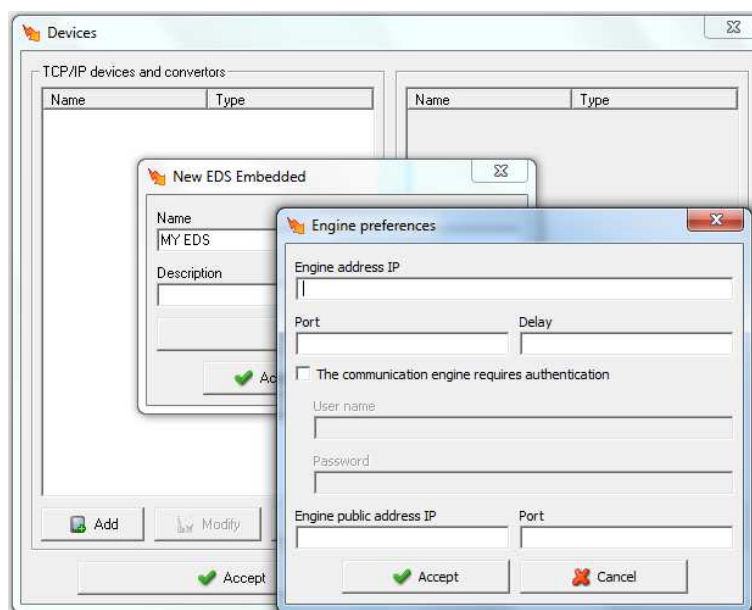 Devices
TCP/IP devices and convertors
Name Type Name Type
New EDS Embedded
Name
MY EDS
Description
Engine preferences
Engine address IP
Port Delay
The communication engine requires authentication
User name
Password
Engine public address IP Port
Accept Cancel
Add Modify
Accept